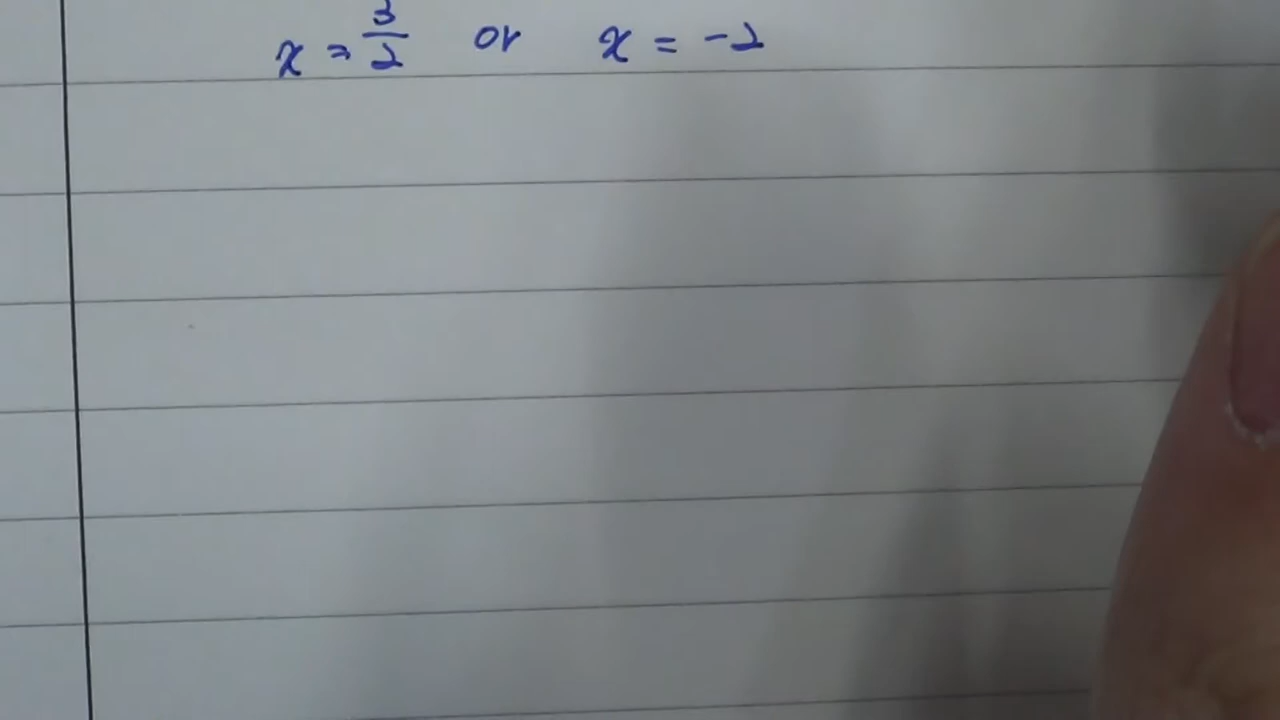 x = 3/2 or x = -2